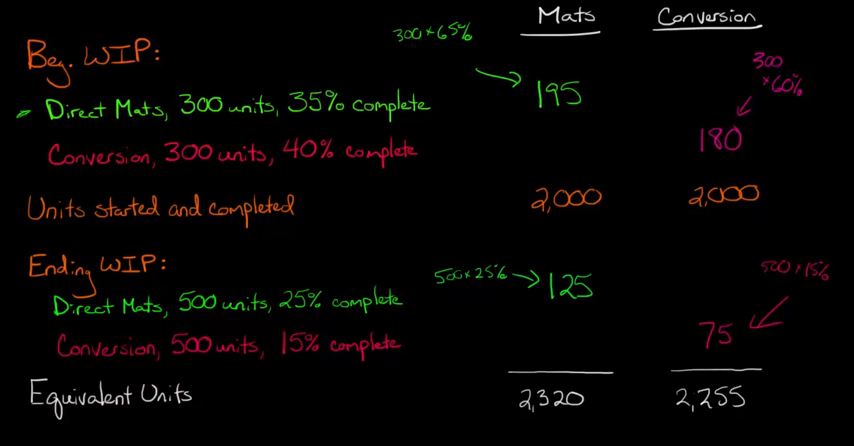 Mats Conversion
300 × 65%
Beg. WIP:
300
× 60%
Direct Mats, 300 units, 35% complete 195
Conversion, 300 units, 40% complete 180
Units started and completed 2,000 2,000
Ending WIP:
500 × 25% 125 500 × 15%
Direct Mats, 500 units, 25% complete
Conversion, 500 units, 15% complete 75
Equivalent Units 2,320 2,255